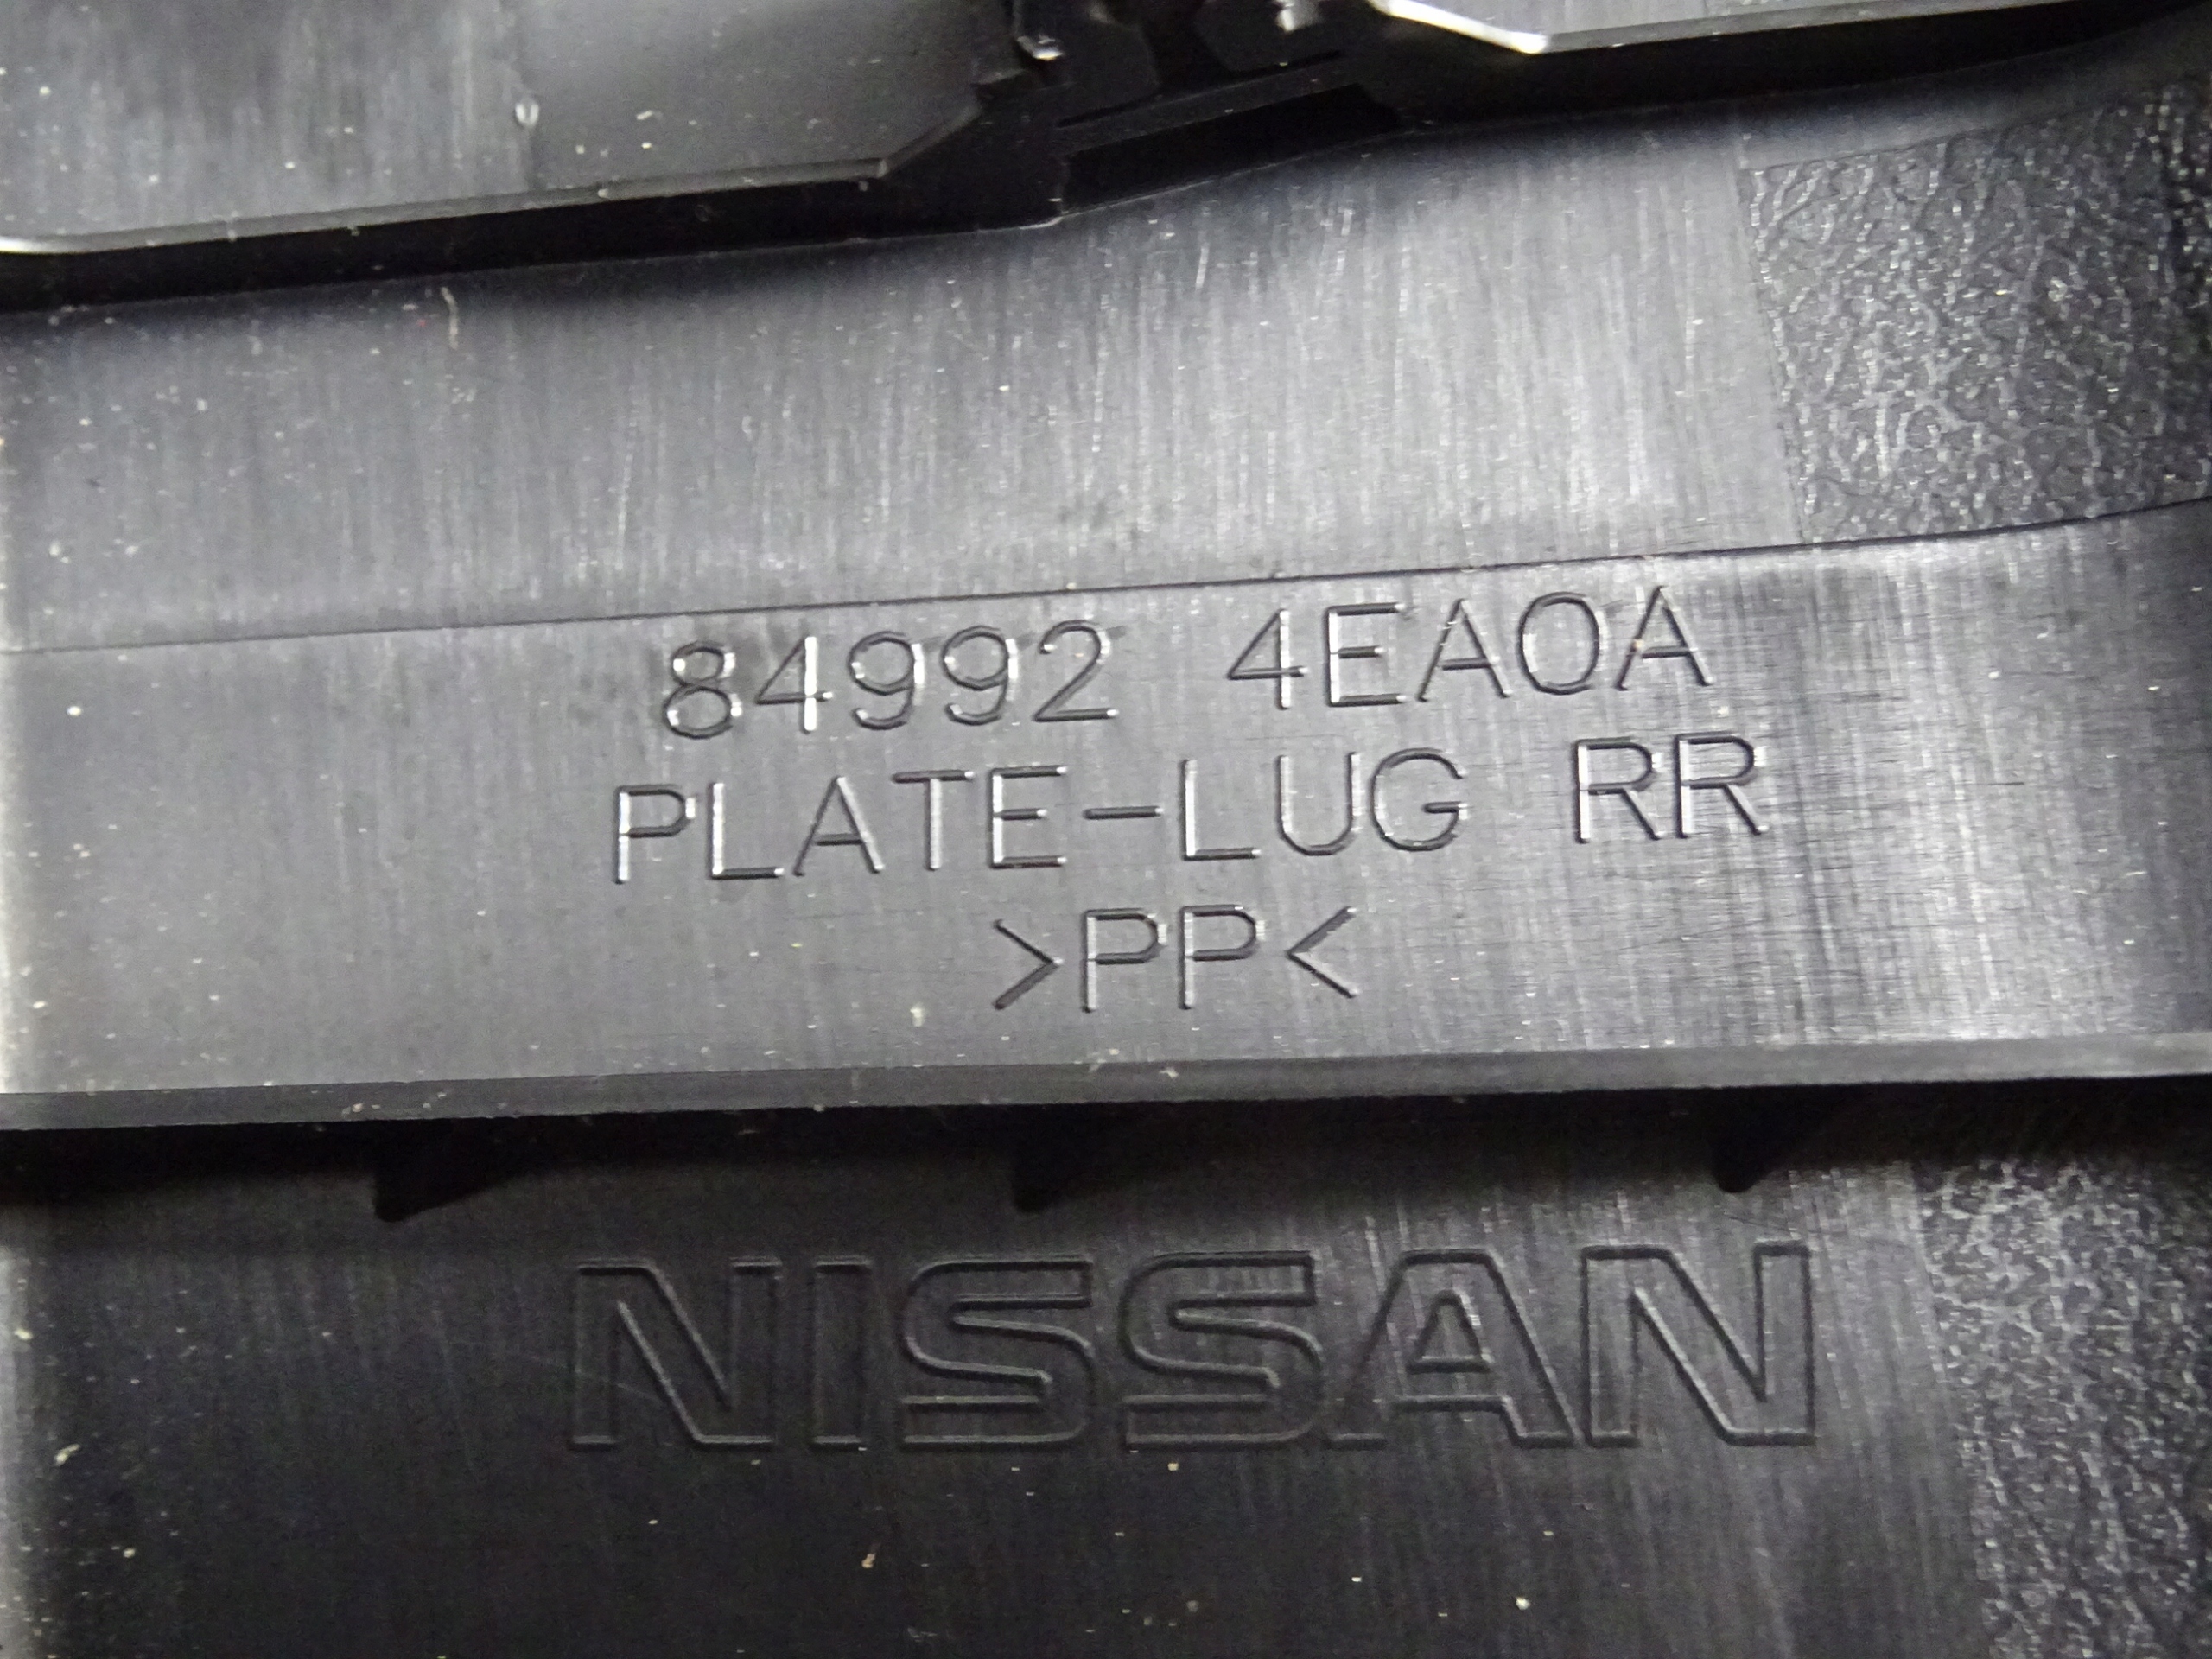 84992 4EA0A
PLATE-LUG RR
>PP<
NISSAN